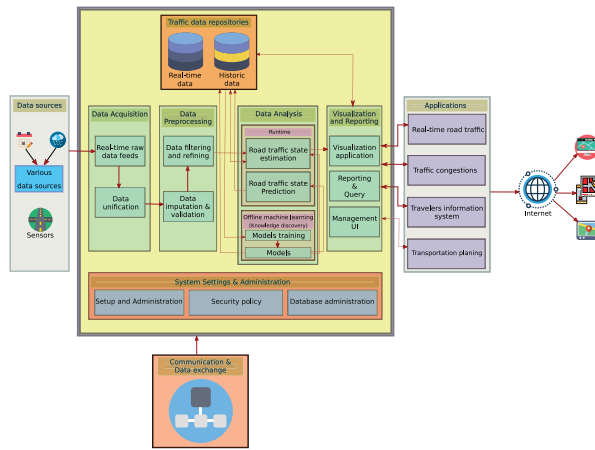 Traffic data repositories
Real-time
data
Historic
data
Data sources
Various
data sources
Sensors
Data Acquisition
Real-time raw
data feeds
Data
unification
Data
Preprocessing
Data filtering
and refining
Data
imputation &
validation
Data Analysis
Runtime
Road traffic state
estimation
Road traffic state
Prediction
Offline machine learning
(Knowledge discovery)
Models training
Models
Visualization
and Reporting
Visualization
application
Reporting
& Query
Management
UI
Applications
Real-time road traffic
Traffic congestions
Travelers information
system
Transportation planing
Internet
System Settings & Administration
Setup and Administration
Security policy
Database administration
Communication &
Data exchange